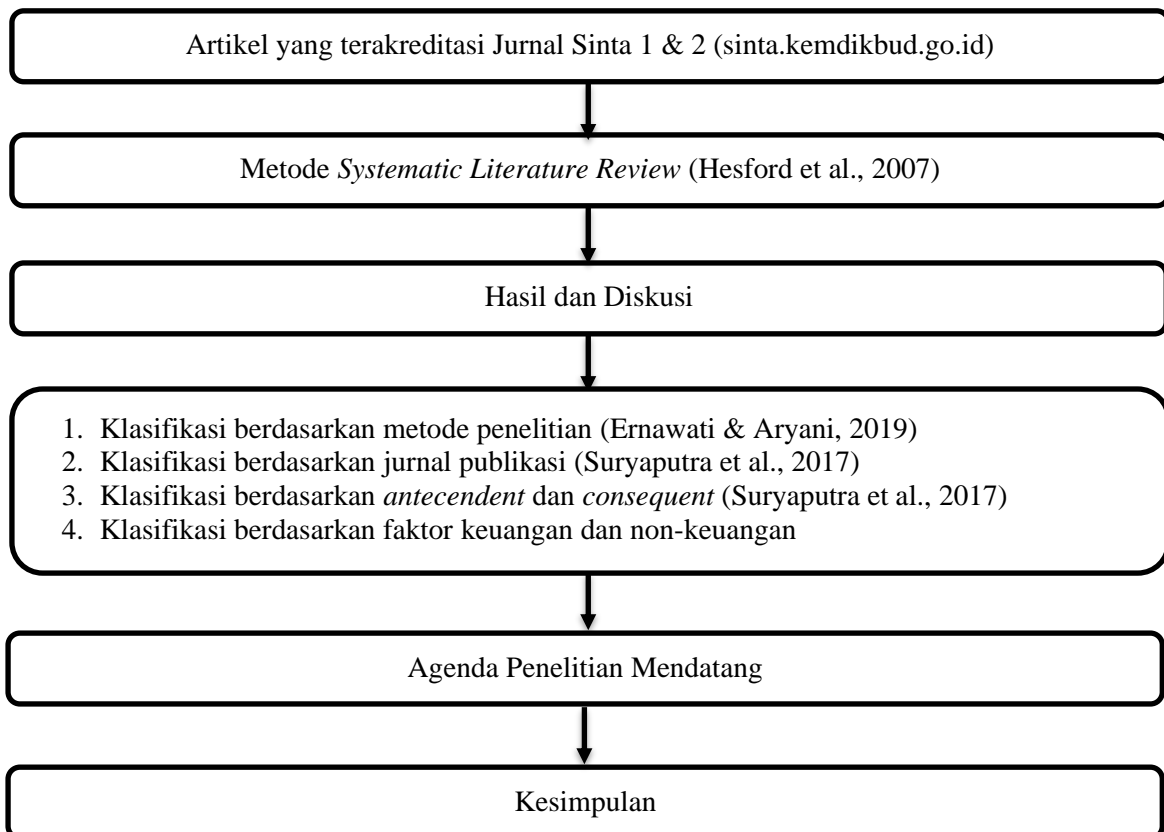 Artikel yang terakreditasi Jurnal Sinta 1 & 2 (sinta.kemdikbud.go.id)
Metode Systematic Literature Review (Hesford et al., 2007)
Hasil dan Diskusi
1. Klasifikasi berdasarkan metode penelitian (Ernawati & Aryani, 2019)
2. Klasifikasi berdasarkan jurnal publikasi (Suryaputra et al., 2017)
3. Klasifikasi berdasarkan antecendent dan consequent (Suryaputra et al., 2017)
4. Klasifikasi berdasarkan faktor keuangan dan non-keuangan
Agenda Penelitian Mendatang
Kesimpulan